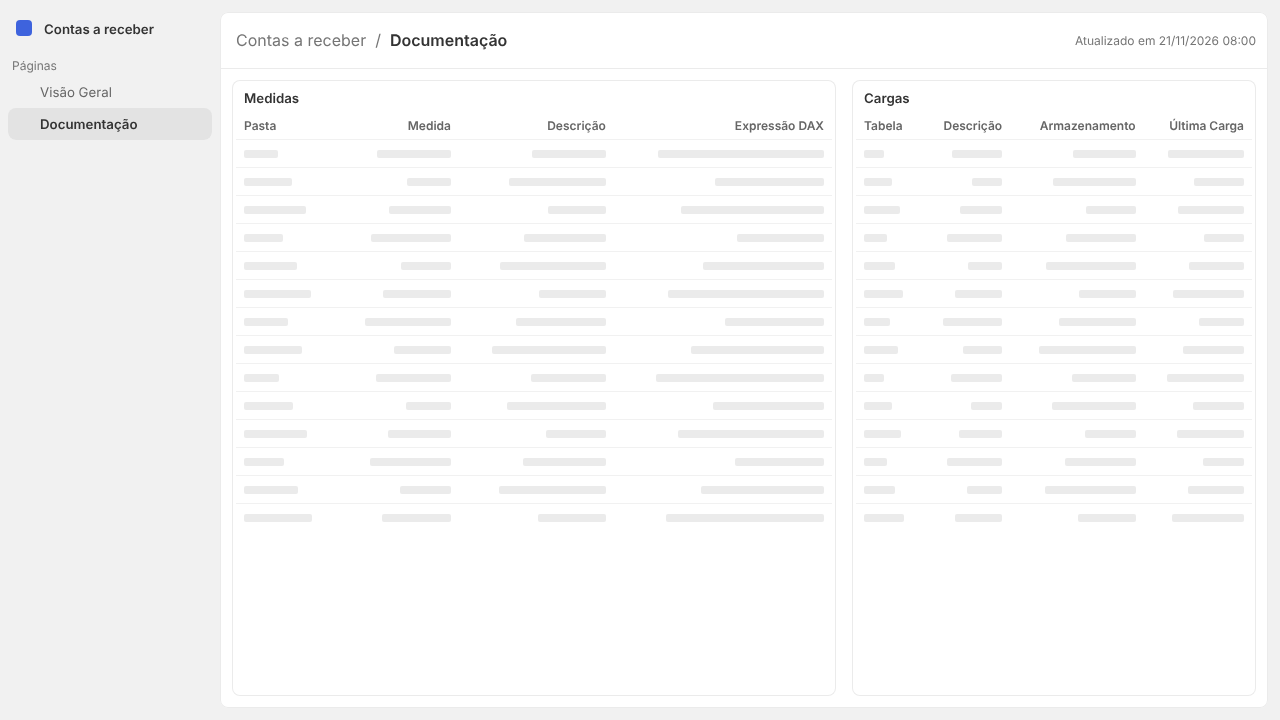 Contas a receber
Páginas
Visão Geral
Documentação
Contas a receber / Documentação
Atualizado em 21/11/2026 08:00
Medidas
Pasta Medida Descrição Expressão DAX
Cargas
Tabela Descrição Armazenamento Última Carga